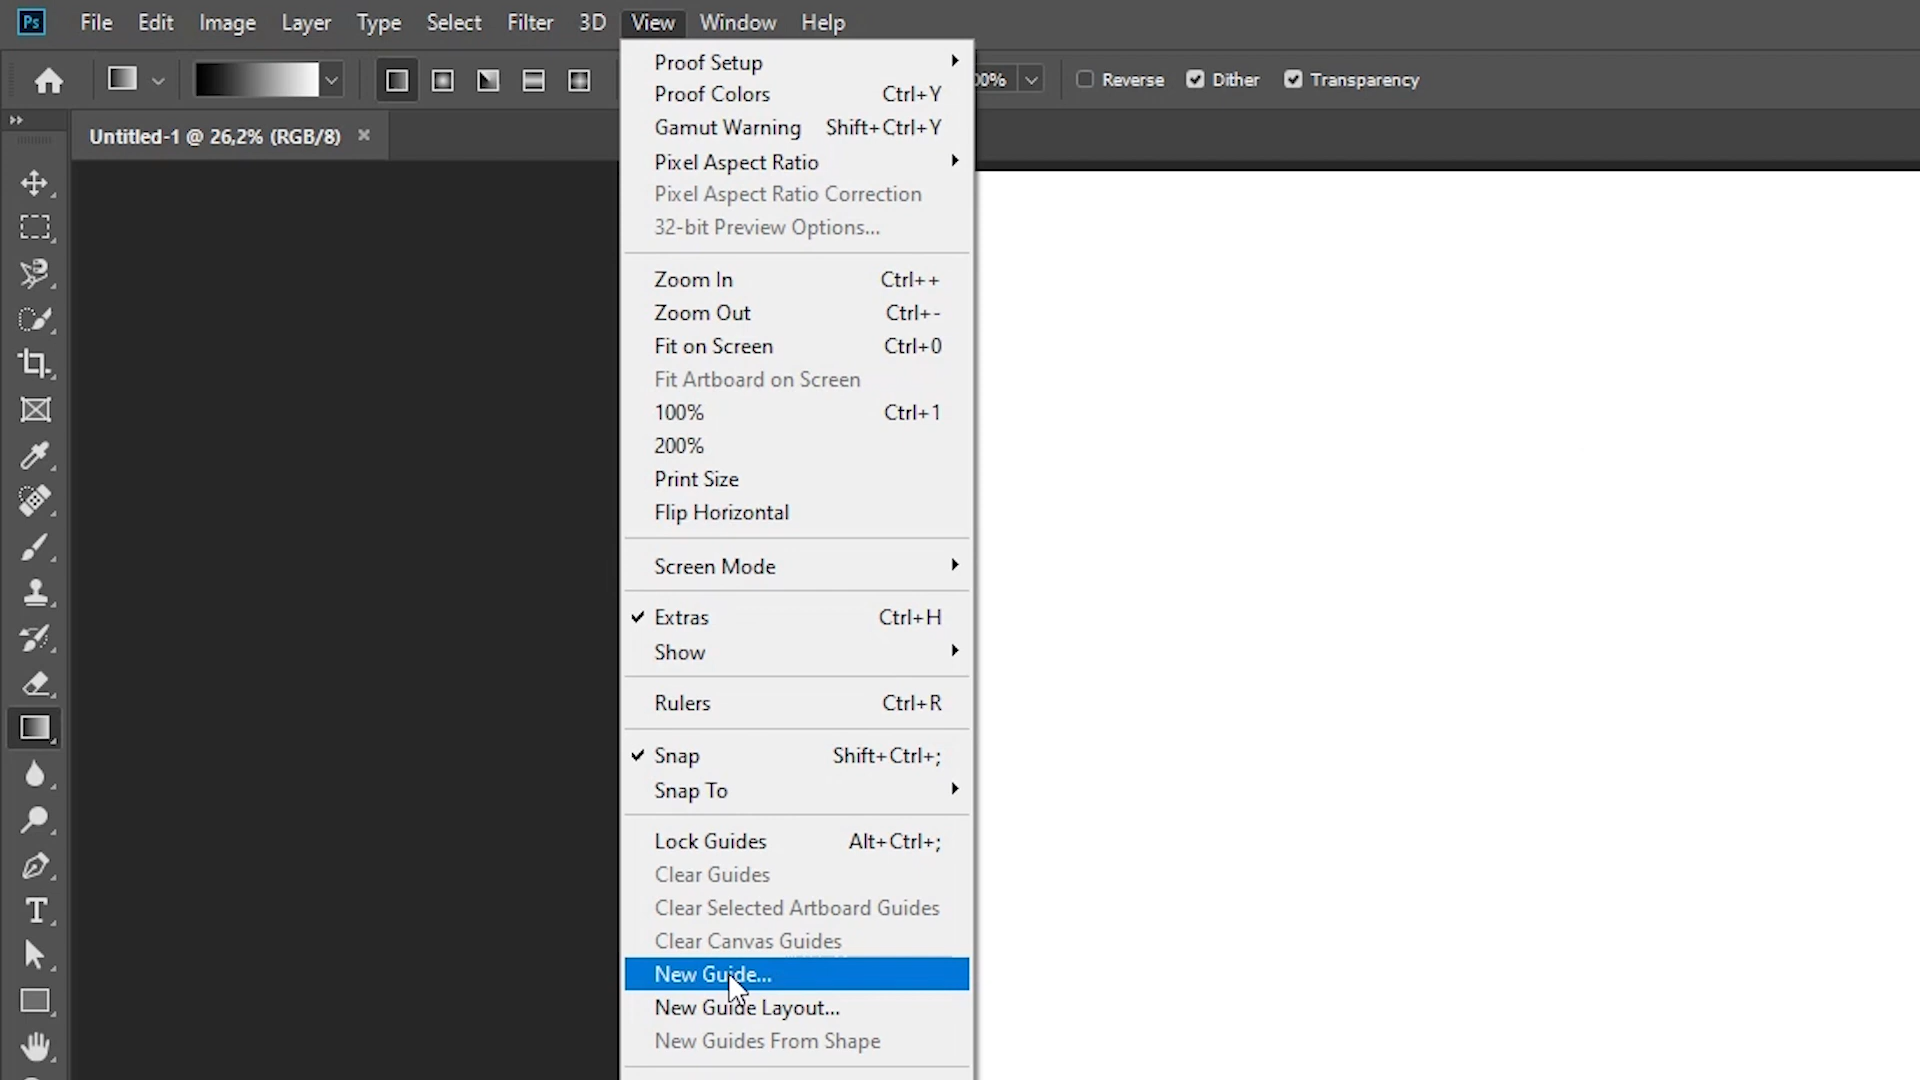 Ps File Edit Image Layer Type Select Filter 3D View Window Help
Reverse Dither Transparency
Untitled-1 @ 26,2% (RGB/8) ×
Proof Setup
Proof Colors Ctrl+Y
Gamut Warning Shift+Ctrl+Y
Pixel Aspect Ratio
Pixel Aspect Ratio Correction
32-bit Preview Options...
Zoom In Ctrl++
Zoom Out Ctrl+-
Fit on Screen Ctrl+0
Fit Artboard on Screen
100% Ctrl+1
200%
Print Size
Flip Horizontal
Screen Mode
Extras Ctrl+H
Show
Rulers Ctrl+R
Snap Shift+Ctrl+;
Snap To
Lock Guides Alt+Ctrl+;
Clear Guides
Clear Selected Artboard Guides
Clear Canvas Guides
New Guide...
New Guide Layout...
New Guides From Shape